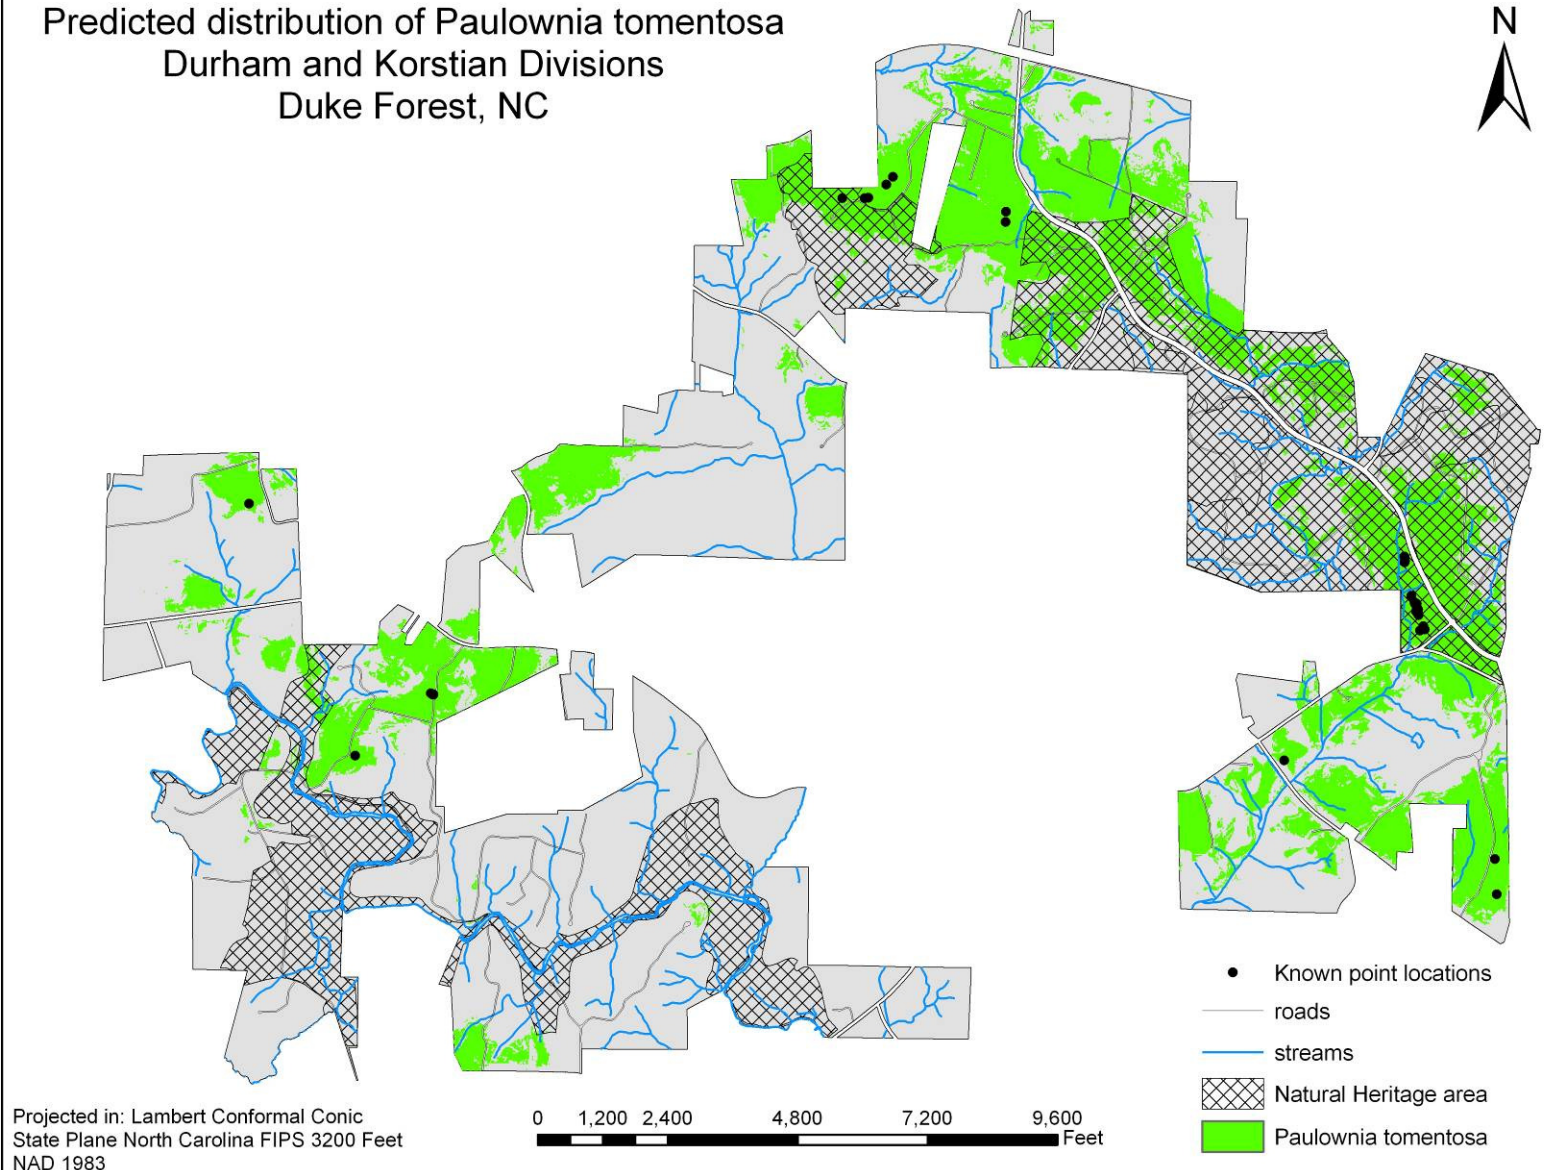 Predicted distribution of Paulownia tomentosa
Durham and Korstian Divisions
Duke Forest, NC
N
Known point locations
roads
streams
Natural Heritage area
Paulownia tomentosa
Projected in: Lambert Conformal Conic
State Plane North Carolina FIPS 3200 Feet
NAD 1983
0 1,200 2,400 4,800 7,200 9,600
Feet